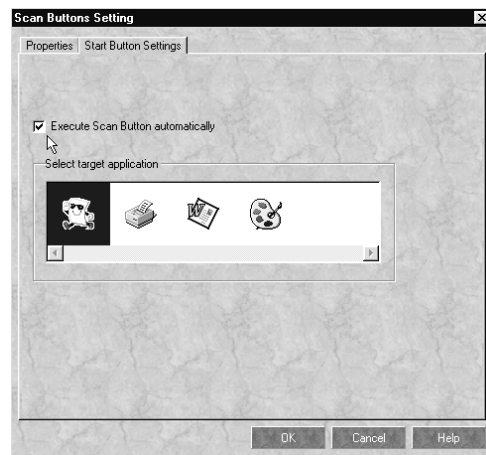 Scan Buttons Setting
Properties Start Button Settings
Execute Scan Button automatically
Select target application
W
OK Cancel Help